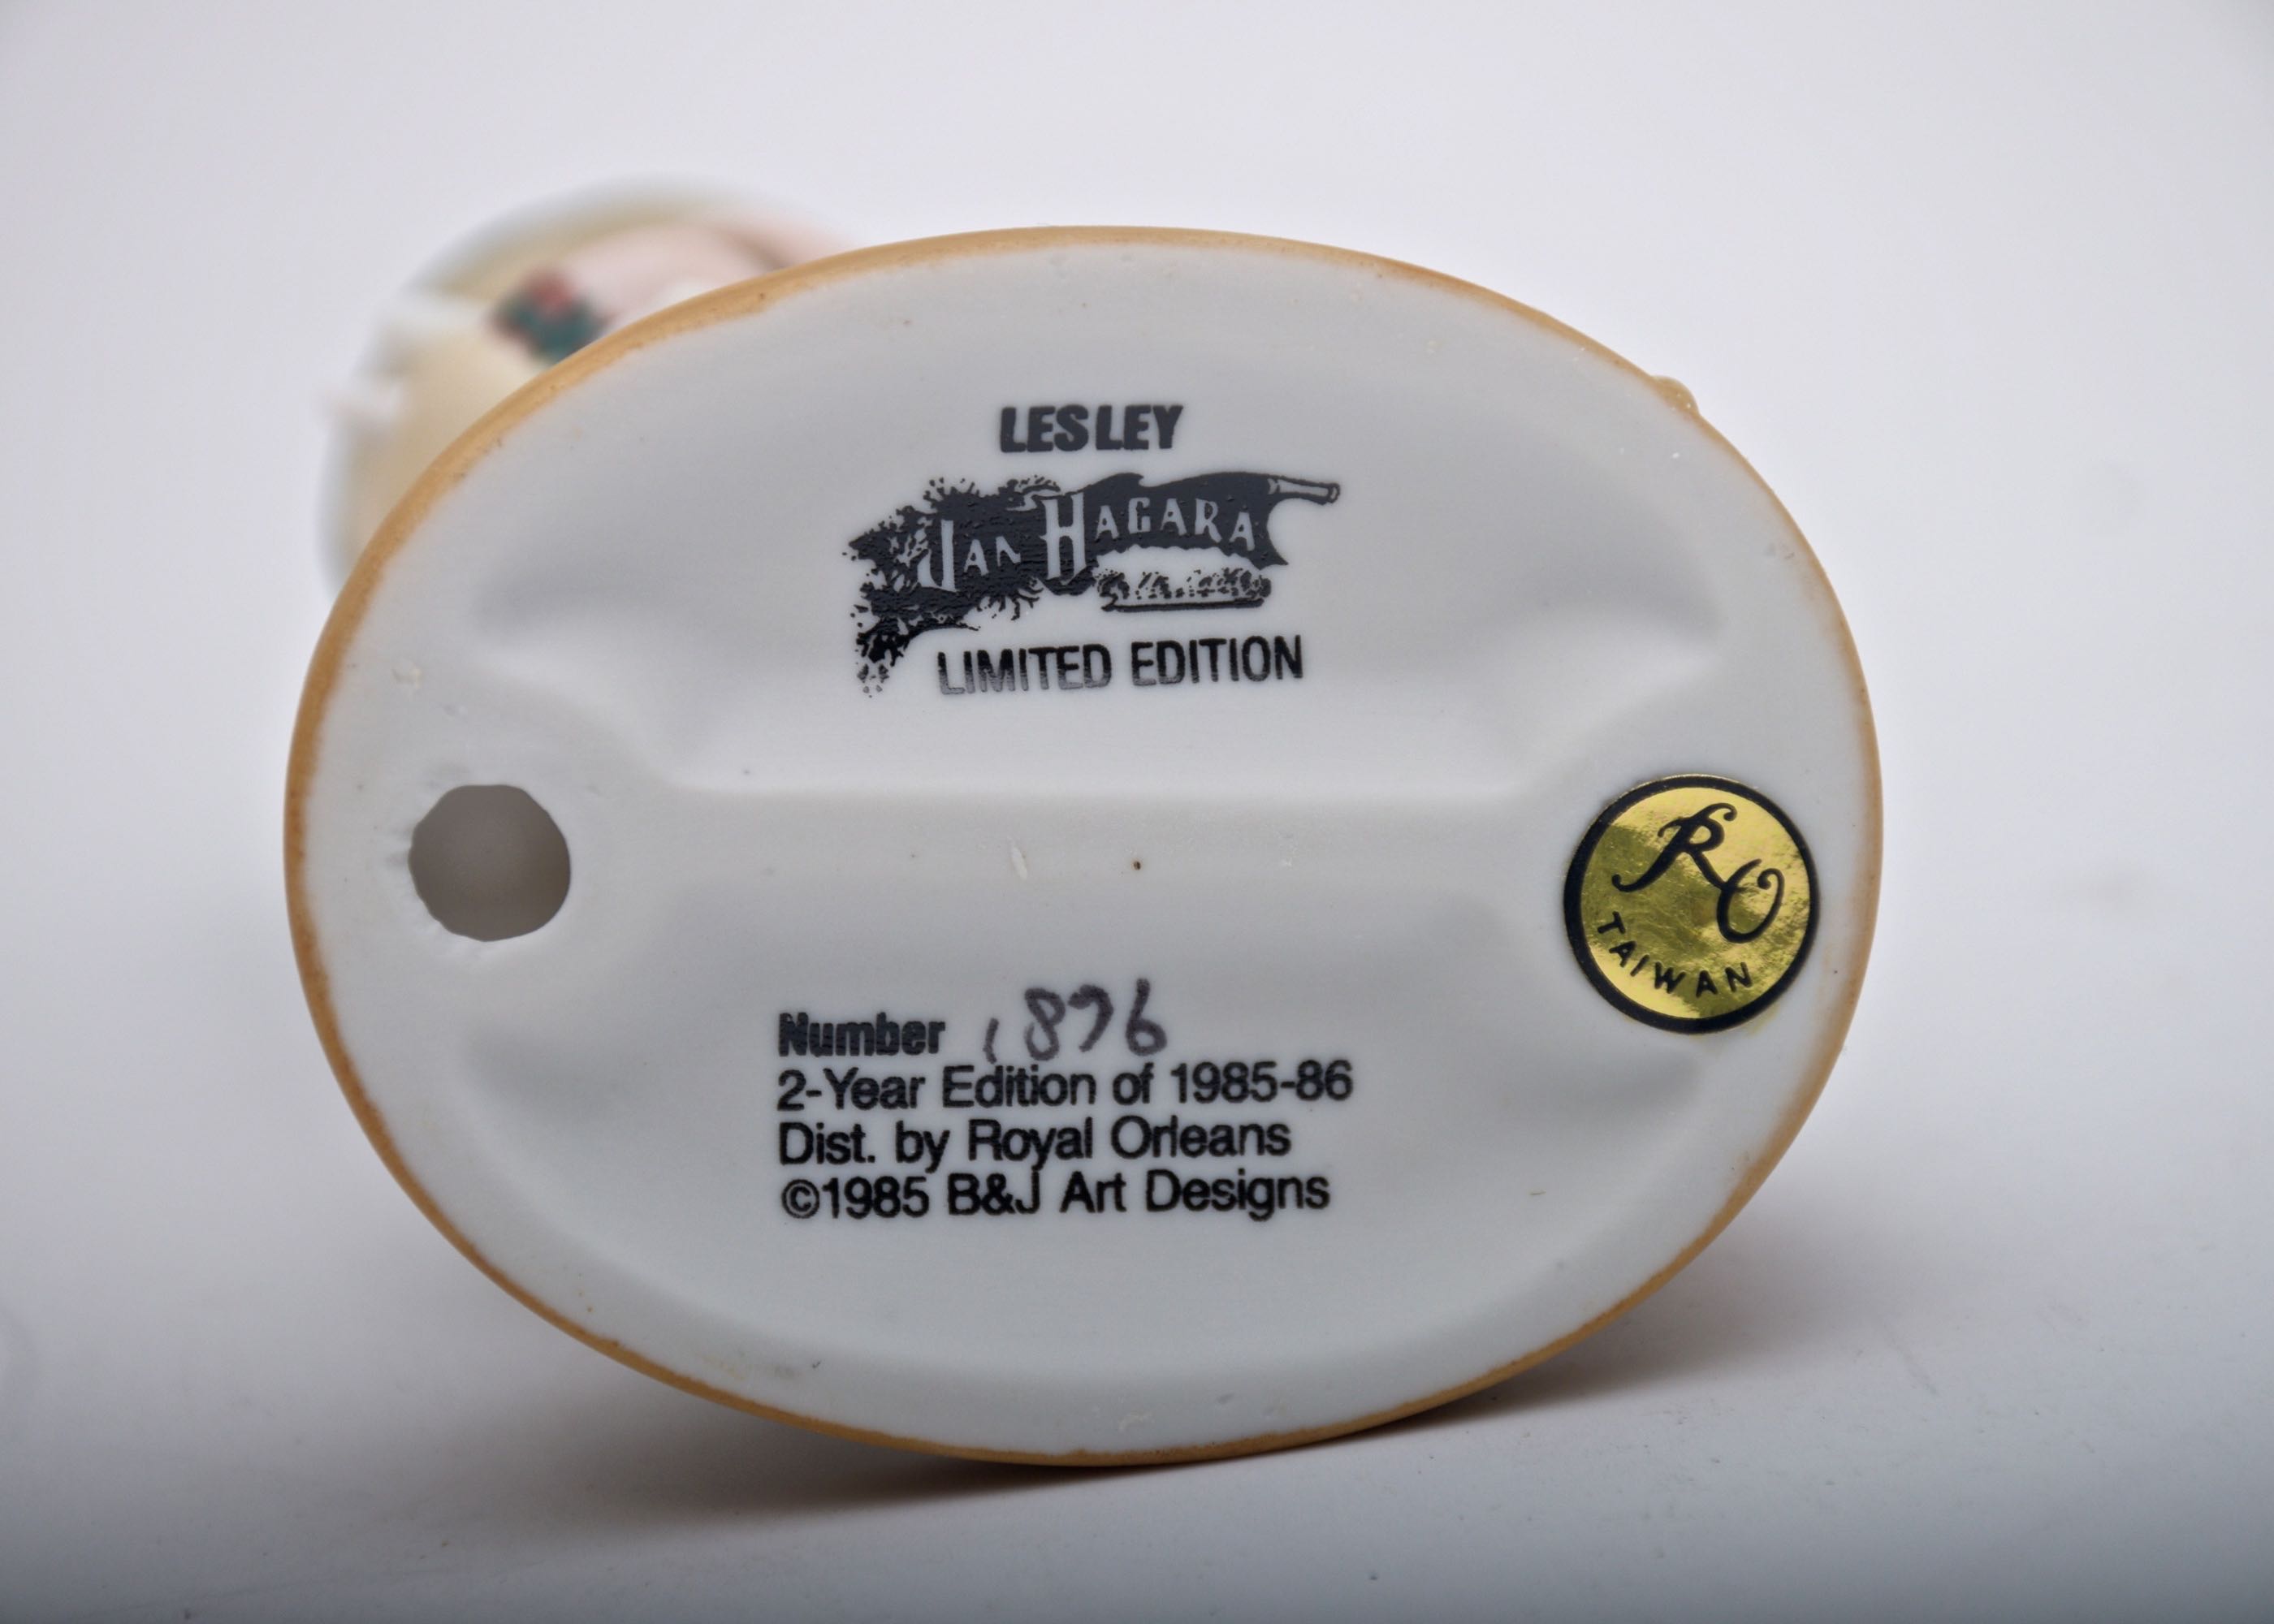 LESLEY
JAN HAGARA
LIMITED EDITION
RO
TAIWAN
Number 1876
2-Year Edition of 1985-86
Dist. by Royal Orleans
©1985 B&J Art Designs